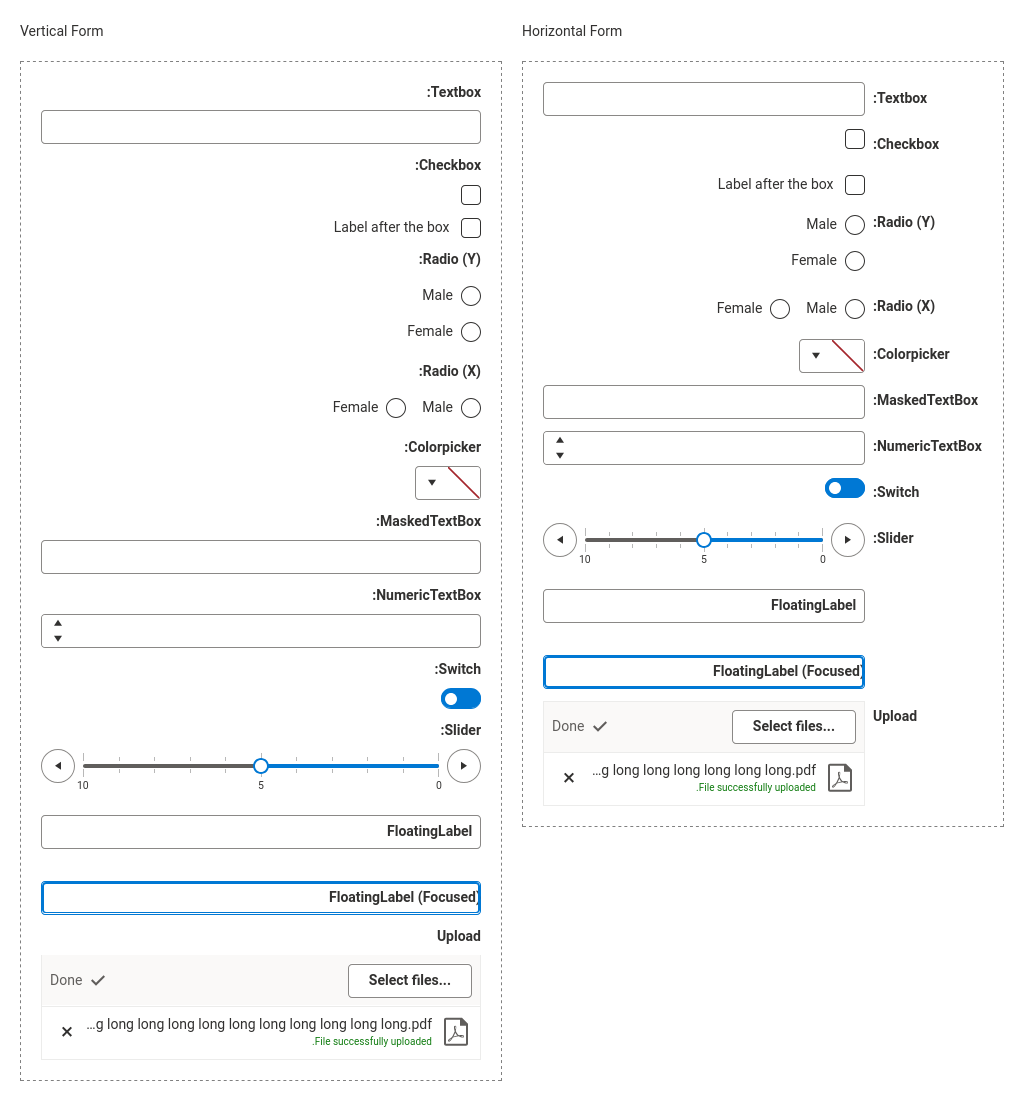 Vertical Form
:Textbox
:Checkbox
Label after the box
:Radio (Y)
Male
Female
:Radio (X)
Female Male
:Colorpicker
:MaskedTextBox
:NumericTextBox
:Switch
:Slider
10 5 0
FloatingLabel
FloatingLabel (Focused)
Upload
Done Select files...
...g long long long long long long long long long long.pdf
.File successfully uploaded
Horizontal Form
:Textbox
:Checkbox
Label after the box
Male :Radio (Y)
Female
Female Male :Radio (X)
:Colorpicker
:MaskedTextBox
:NumericTextBox
:Switch
:Slider
10 5 0
FloatingLabel
FloatingLabel (Focused)
Upload
Done Select files...
...g long long long long long long.pdf
.File successfully uploaded